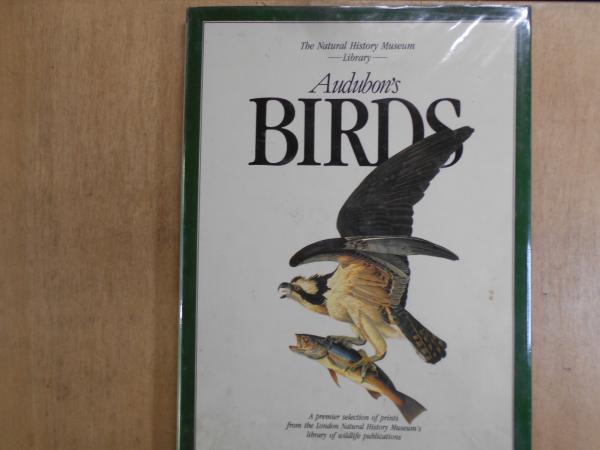 The Natural History Museum
—Library—
Audubon's
BIRDS
A premier selection of prints
from the London Natural History Museum's
library of wildlife publications